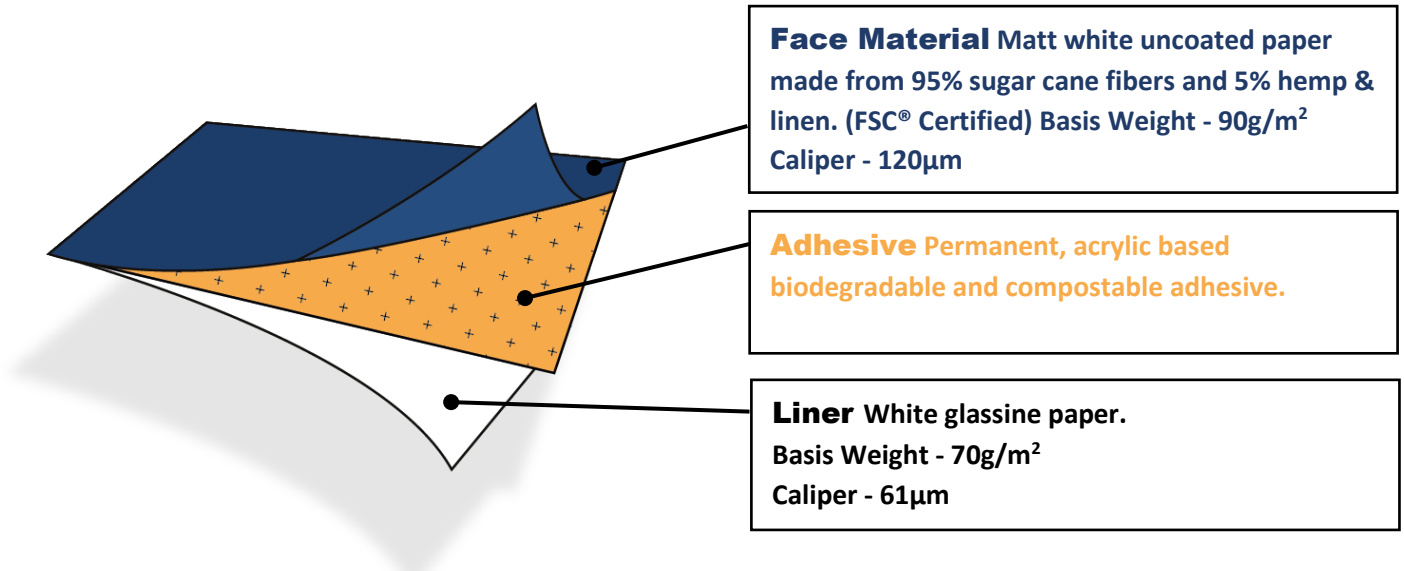 Face Material Matt white uncoated paper
made from 95% sugar cane fibers and 5% hemp &
linen. (FSC® Certified) Basis Weight - 90g/m²
Caliper - 120µm
Adhesive Permanent, acrylic based
biodegradable and compostable adhesive.
Liner White glassine paper.
Basis Weight - 70g/m²
Caliper - 61µm